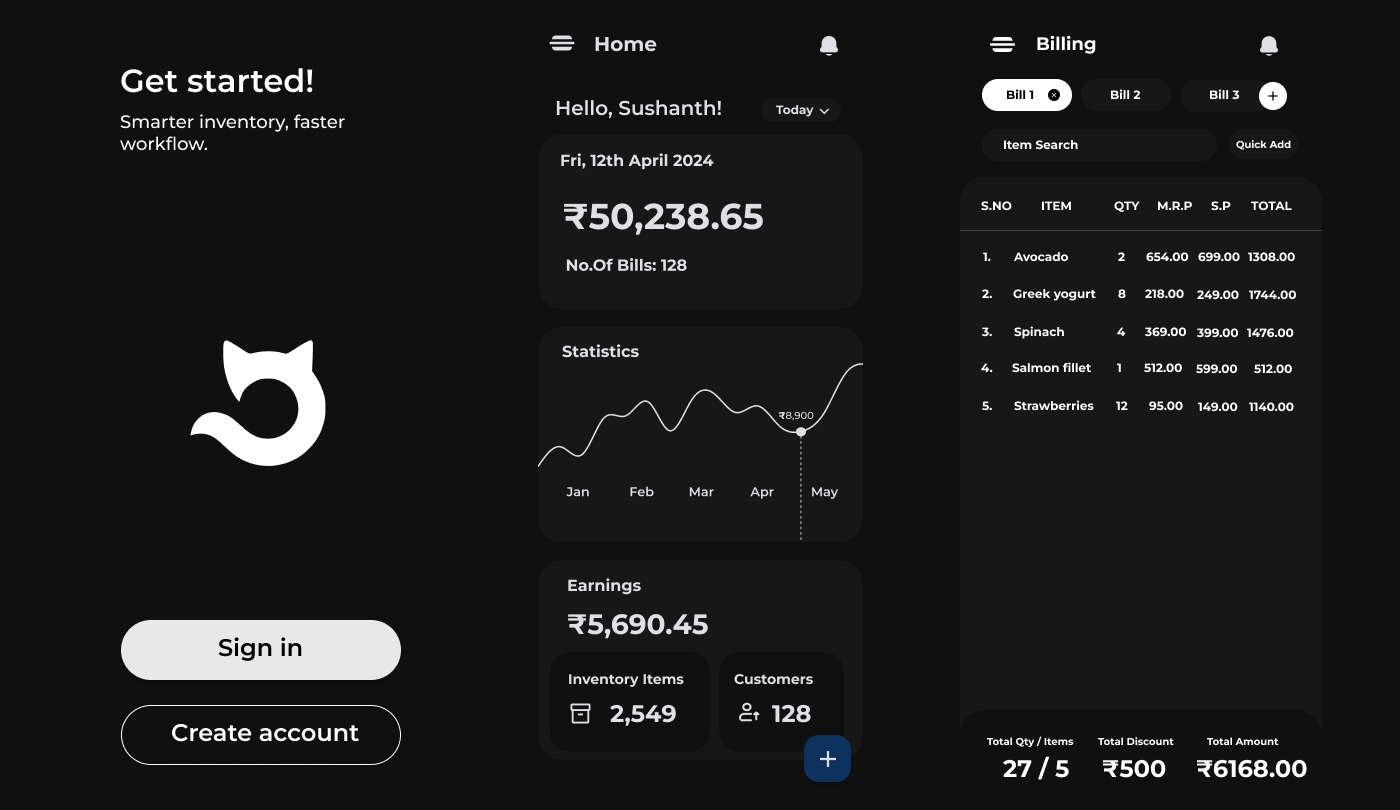 Get started!
Smarter inventory, faster
workflow.
Sign in
Create account
Home
Hello, Sushanth!
Today
Fri, 12th April 2024
₹50,238.65
No.Of Bills: 128
Statistics
₹8,900
Jan Feb Mar Apr May
Earnings
₹5,690.45
Inventory Items
2,549
Customers
128
Billing
Bill 1 Bill 2 Bill 3
Item Search Quick Add
S.NO ITEM QTY M.R.P S.P TOTAL
1. Avocado 2 654.00 699.00 1308.00
2. Greek yogurt 8 218.00 249.00 1744.00
3. Spinach 4 369.00 399.00 1476.00
4. Salmon fillet 1 512.00 599.00 512.00
5. Strawberries 12 95.00 149.00 1140.00
Total Qty / Items Total Discount Total Amount
27 / 5 ₹500 ₹6168.00